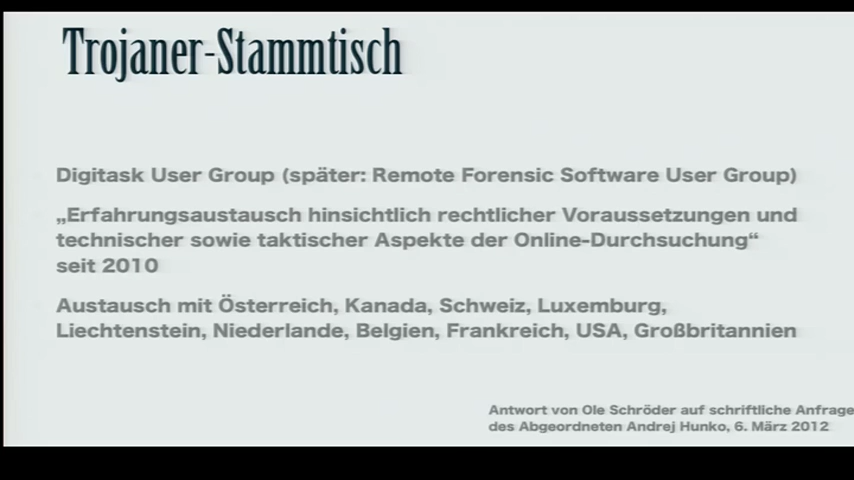 Trojaner-Stammtisch
Digitask User Group (später: Remote Forensic Software User Group)
„Erfahrungsaustausch hinsichtlich rechtlicher Voraussetzungen und
technischer sowie taktischer Aspekte der Online-Durchsuchung“
seit 2010
Austausch mit Österreich, Kanada, Schweiz, Luxemburg,
Liechtenstein, Niederlande, Belgien, Frankreich, USA, Großbritannien
Antwort von Ole Schröder auf schriftliche Anfrage
des Abgeordneten Andrej Hunko, 6. März 2012